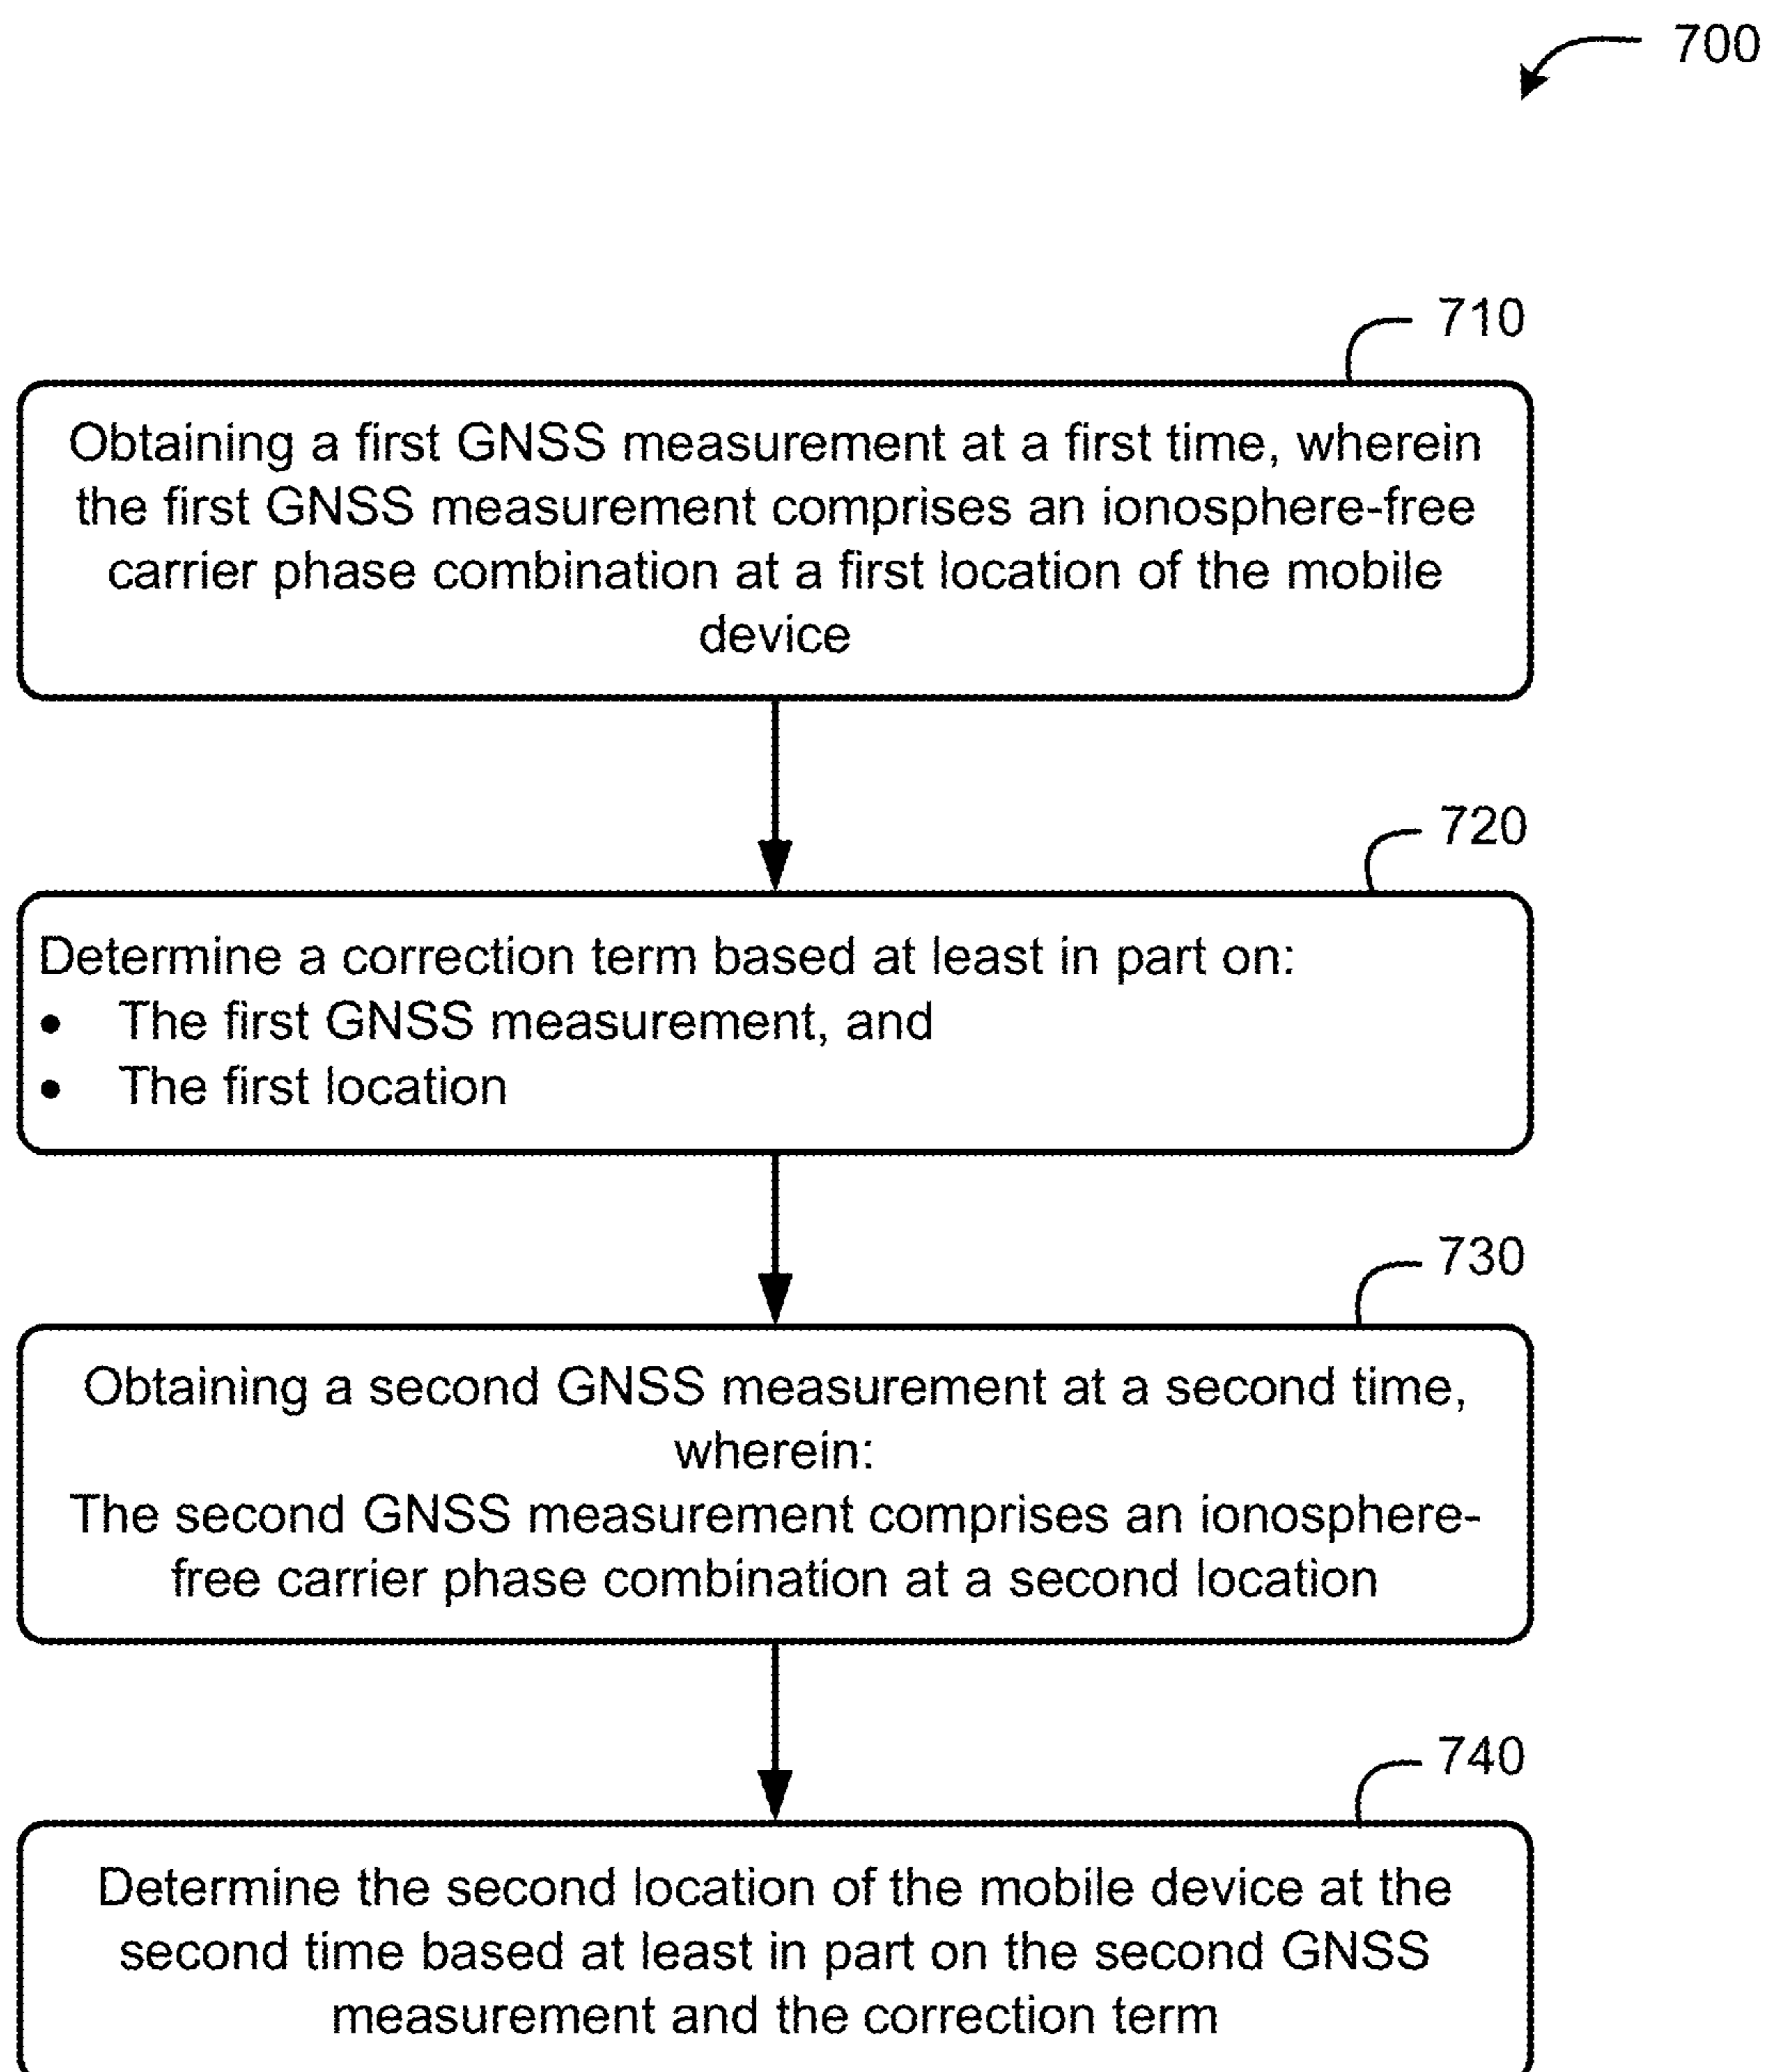 700
710
Obtaining a first GNSS measurement at a first time, wherein
the first GNSS measurement comprises an ionosphere-free
carrier phase combination at a first location of the mobile
device
720
Determine a correction term based at least in part on:
• The first GNSS measurement, and
• The first location
730
Obtaining a second GNSS measurement at a second time,
wherein:
The second GNSS measurement comprises an ionosphere-
free carrier phase combination at a second location
740
Determine the second location of the mobile device at the
second time based at least in part on the second GNSS
measurement and the correction term